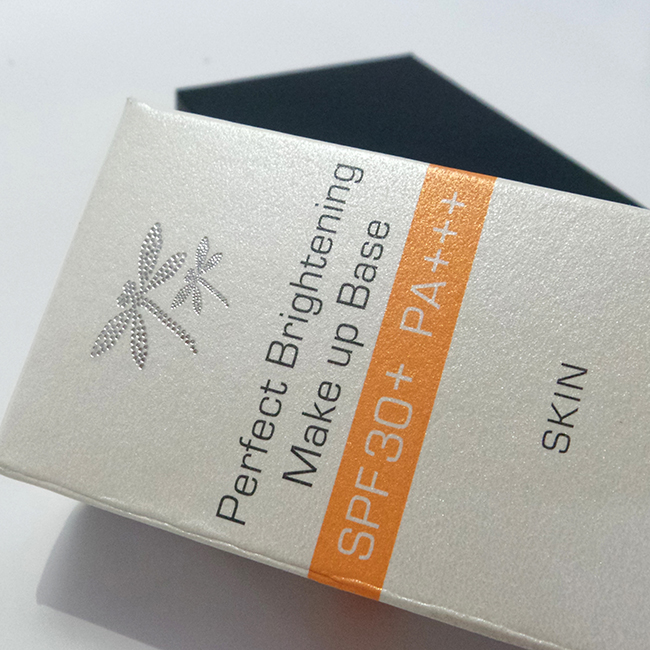 Perfect Brightening
Make up Base
SPF30+ PA+++
SKIN